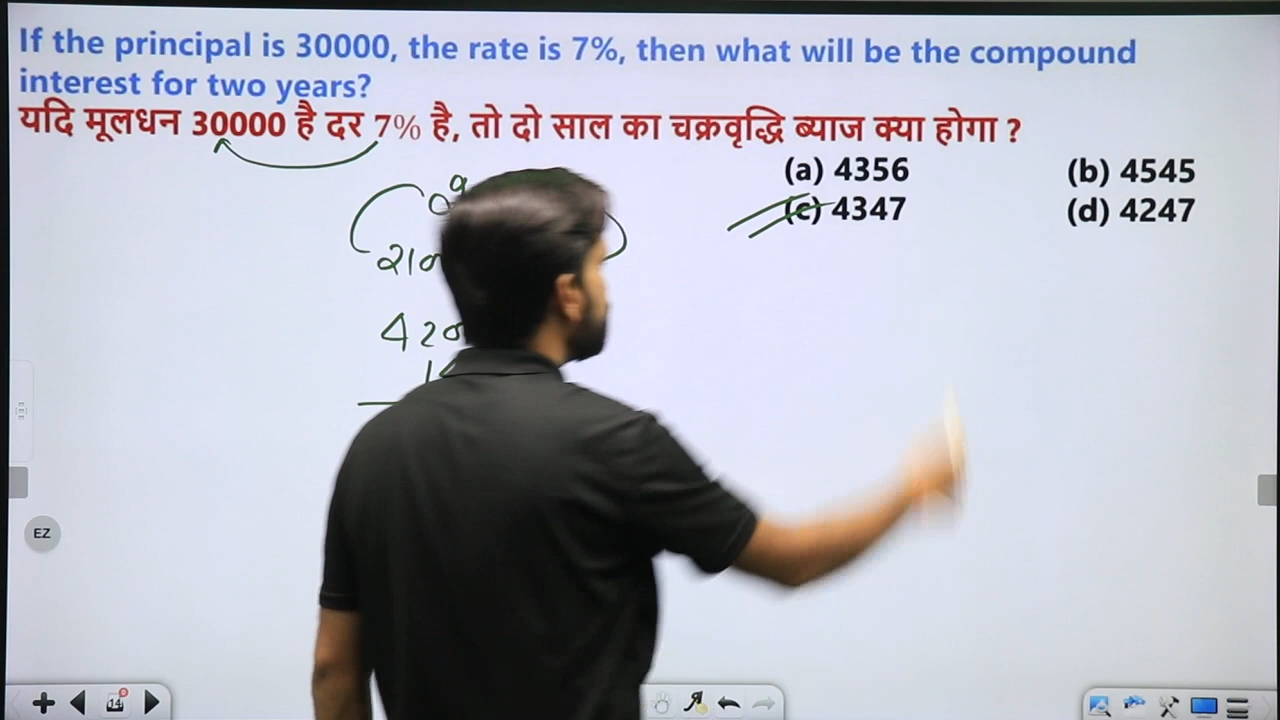 If the principal is 30000, the rate is 7%, then what will be the compound
interest for two years?
यदि मूलधन 30000 है दर 7% है, तो दो साल का चक्रवृद्धि ब्याज क्या होगा ?
(a) 4356 (b) 4545
(c) 4347 (d) 4247
EZ
14